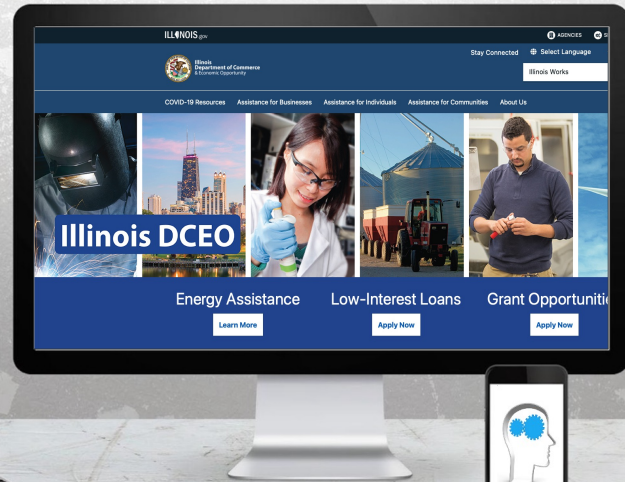 ILLINOIS.gov
AGENCIES
Stay Connected
Select Language
Illinois
Department of Commerce
& Economic Opportunity
Illinois Works
COVID-19 Resources Assistance for Businesses Assistance for Individuals Assistance for Communities About Us
Illinois DCEO
Energy Assistance Low-Interest Loans Grant
Learn More Apply Now Apply Now